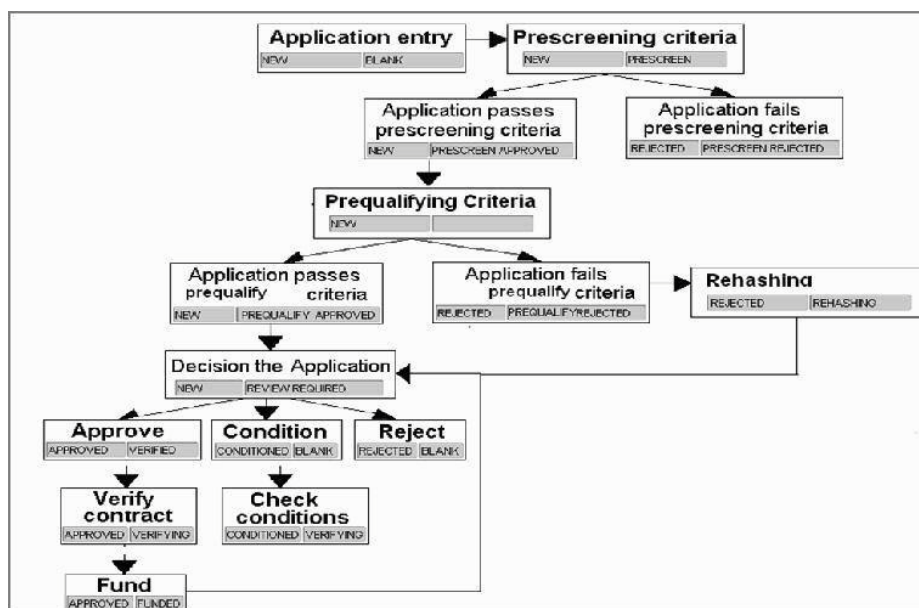 Application entry
NEW BLANK
Prescreening criteria
NEW PRESCREEN
Application passes
prescreening criteria
NEW PRESCREEN APPROVED
Application fails
prescreening criteria
REJECTED PRESCREEN REJECTED
Prequalifying Criteria
NEW
Application passes
prequalify criteria
NEW PREQUALIFY APPROVED
Application fails
prequalify criteria
REJECTED PREQUALIFYREJECTED
Rehashing
REJECTED REHASHING
Decision the Application
NEW REVIEW REQUIRED
Approve
APPROVED VERIFIED
Condition
CONDITIONED BLANK
Reject
REJECTED BLANK
Verify
contract
APPROVED VERIFYING
Check
conditions
CONDITIONED VERIFYING
Fund
APPROVED FUNDED